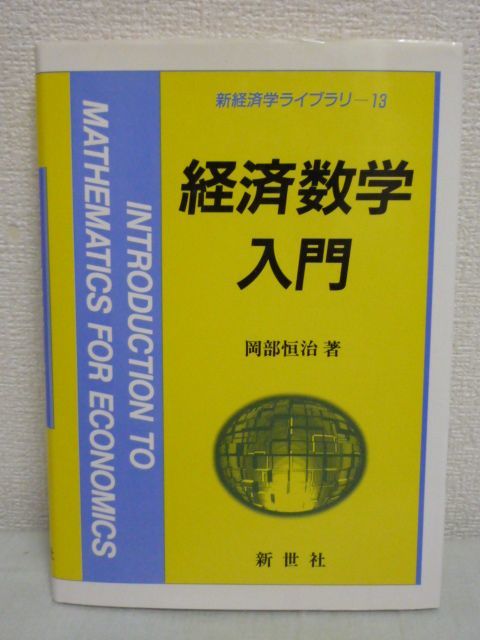 新経済学ライブラリー13
経済数学
入門
岡部恒治 著
新世社
INTRODUCTION TO
MATHEMATICS FOR ECONOMICS